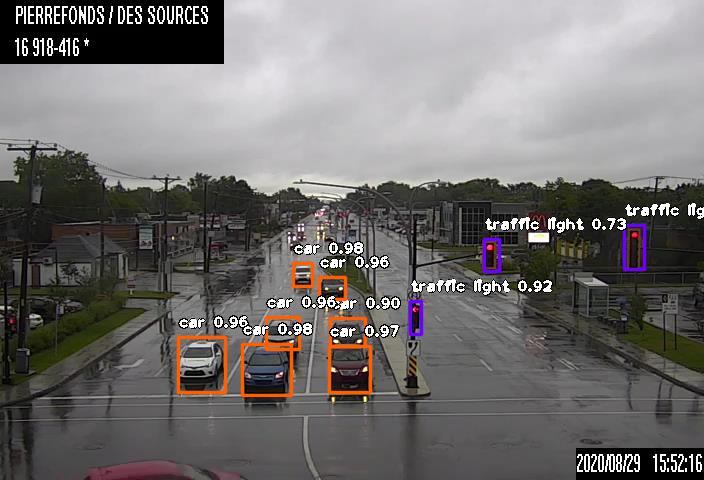 PIERREFONDS / DES SOURCES
16 918-416 *
traffic lig
traffic light 0.73
car 0.98
car 0.96
traffic light 0.92
car 0.96
0.90
car 0.96
car 0.98
car 0.97
2020/08/29 15:52:16